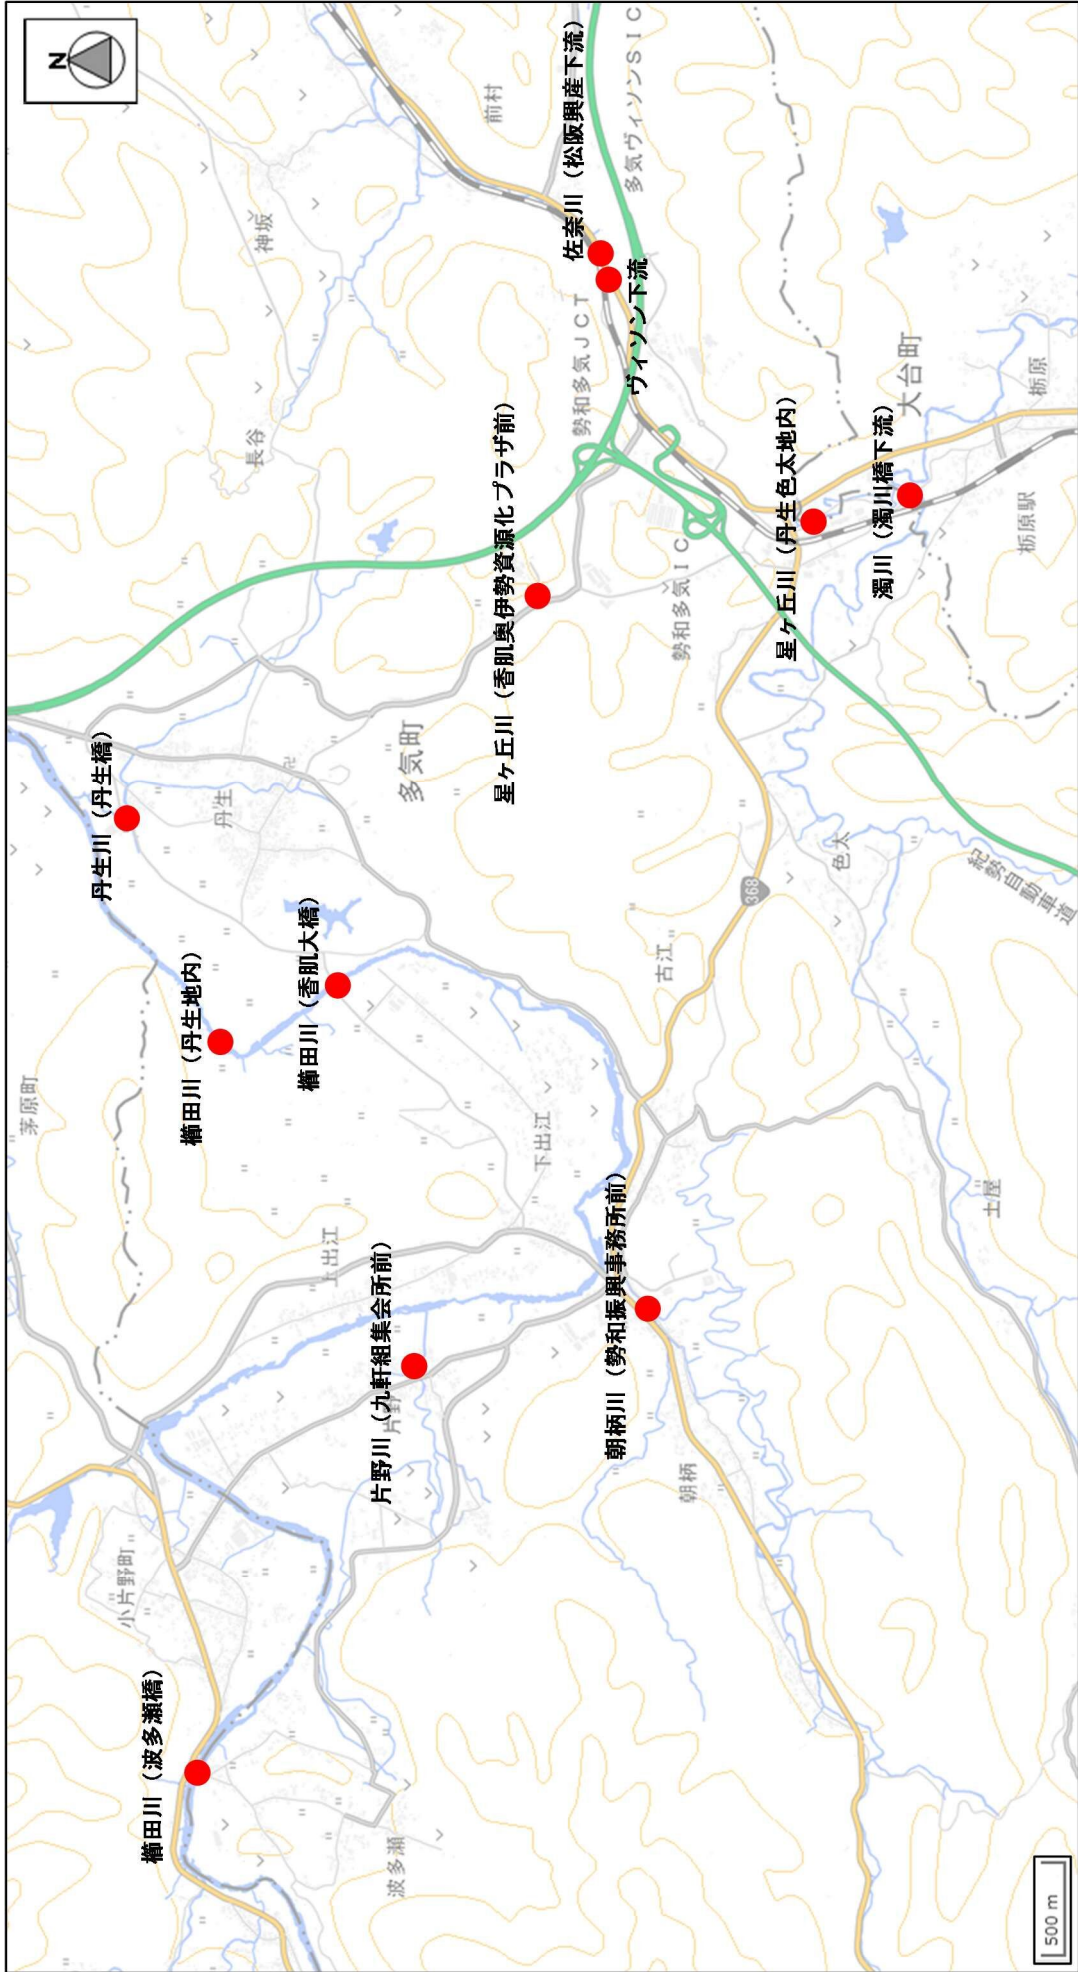 N
櫛田川（波多瀬橋）
小片野町
波多瀬
片野川（九軒組集会所前）
片野
茅原町
上出江
下出江
櫛田川（丹生地内）
櫛田川（香肌大橋）
丹生川（丹生橋）
丹生
多気町
朝柄川（勢和振興事務所前）
朝柄
古江
368
色太
土屋
紀勢自動車道
長谷
神坂
前村
星ヶ丘川（香肌奥伊勢資源化プラザ前）
勢和多気ＪＣＴ
勢和多気ＩＣ
佐奈川（松阪興産下流）
ヴィソン下流
多気ヴィソンＳＩＣ
星ヶ丘川（丹生色太地内）
濁川（濁川橋下流）
大台町
栃原
栃原駅
500 m